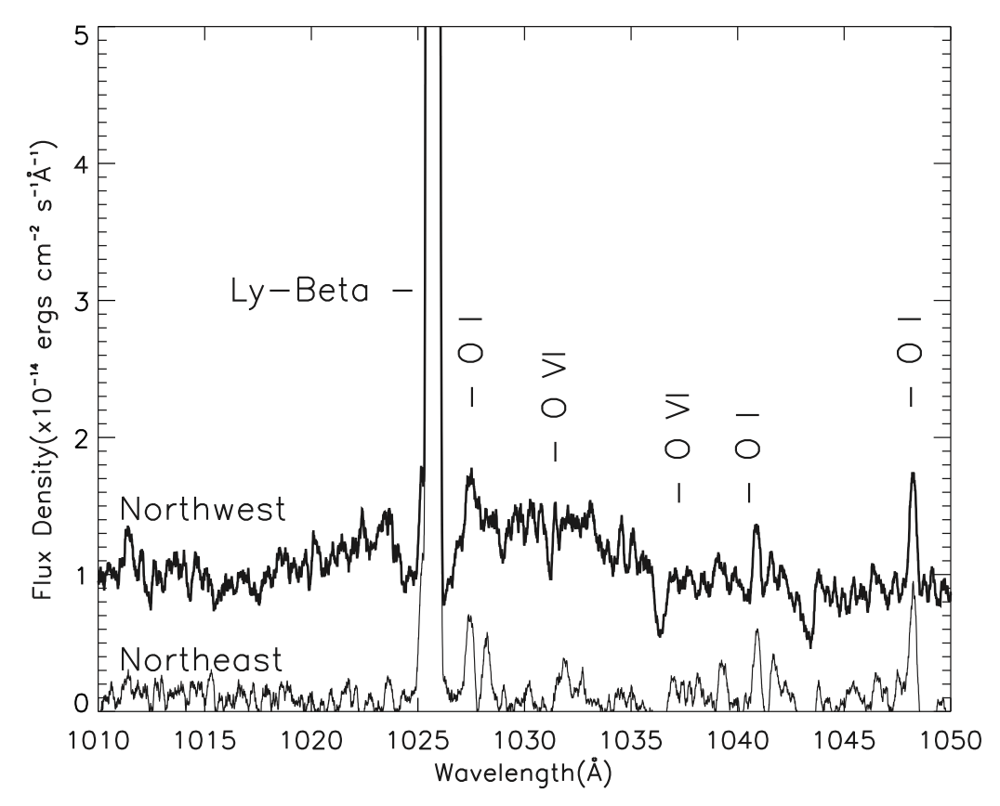 5
4
3
2
1
0
Flux Density(x10⁻¹⁴ ergs cm⁻² s⁻¹Å⁻¹)
Ly-Beta –
– O I
– O VI
– O VI
– O I
– O I
Northwest
Northeast
1010 1015 1020 1025 1030 1035 1040 1045 1050
Wavelength(Å)